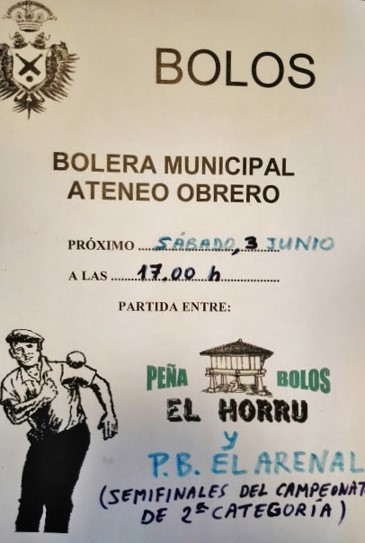 BOLOS
BOLERA MUNICIPAL
ATENEO OBRERO
PRÓXIMO ....SÁBADO, 3 JUNIO
A LAS .......17.00 h..............
PARTIDA ENTRE:
PEÑA BOLOS
EL HORRU
y
P.B. EL ARENAL
(SEMIFINALES DEL CAMPEONAT
DE 2ª CATEGORÍA)